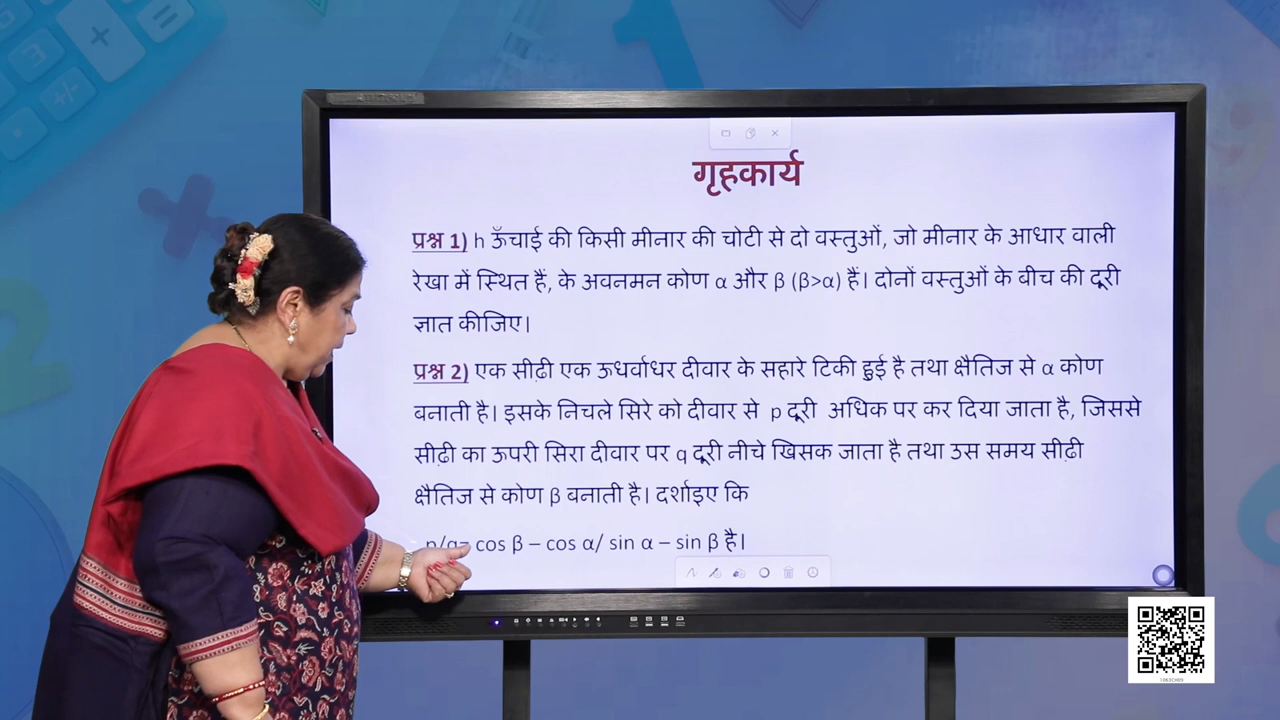 गृहकार्य
प्रश्न 1) h ऊँचाई की किसी मीनार की चोटी से दो वस्तुओं, जो मीनार के आधार वाली
रेखा में स्थित हैं, के अवनमन कोण α और β (β>α) हैं। दोनों वस्तुओं के बीच की दूरी
ज्ञात कीजिए।
प्रश्न 2) एक सीढ़ी एक ऊधर्वाधर दीवार के सहारे टिकी हुई है तथा क्षैतिज से α कोण
बनाती है। इसके निचले सिरे को दीवार से p दूरी अधिक पर कर दिया जाता है, जिससे
सीढ़ी का ऊपरी सिरा दीवार पर q दूरी नीचे खिसक जाता है तथा उस समय सीढ़ी
क्षैतिज से कोण β बनाती है। दर्शाइए कि
p/q= cos β – cos α/ sin α – sin β है।